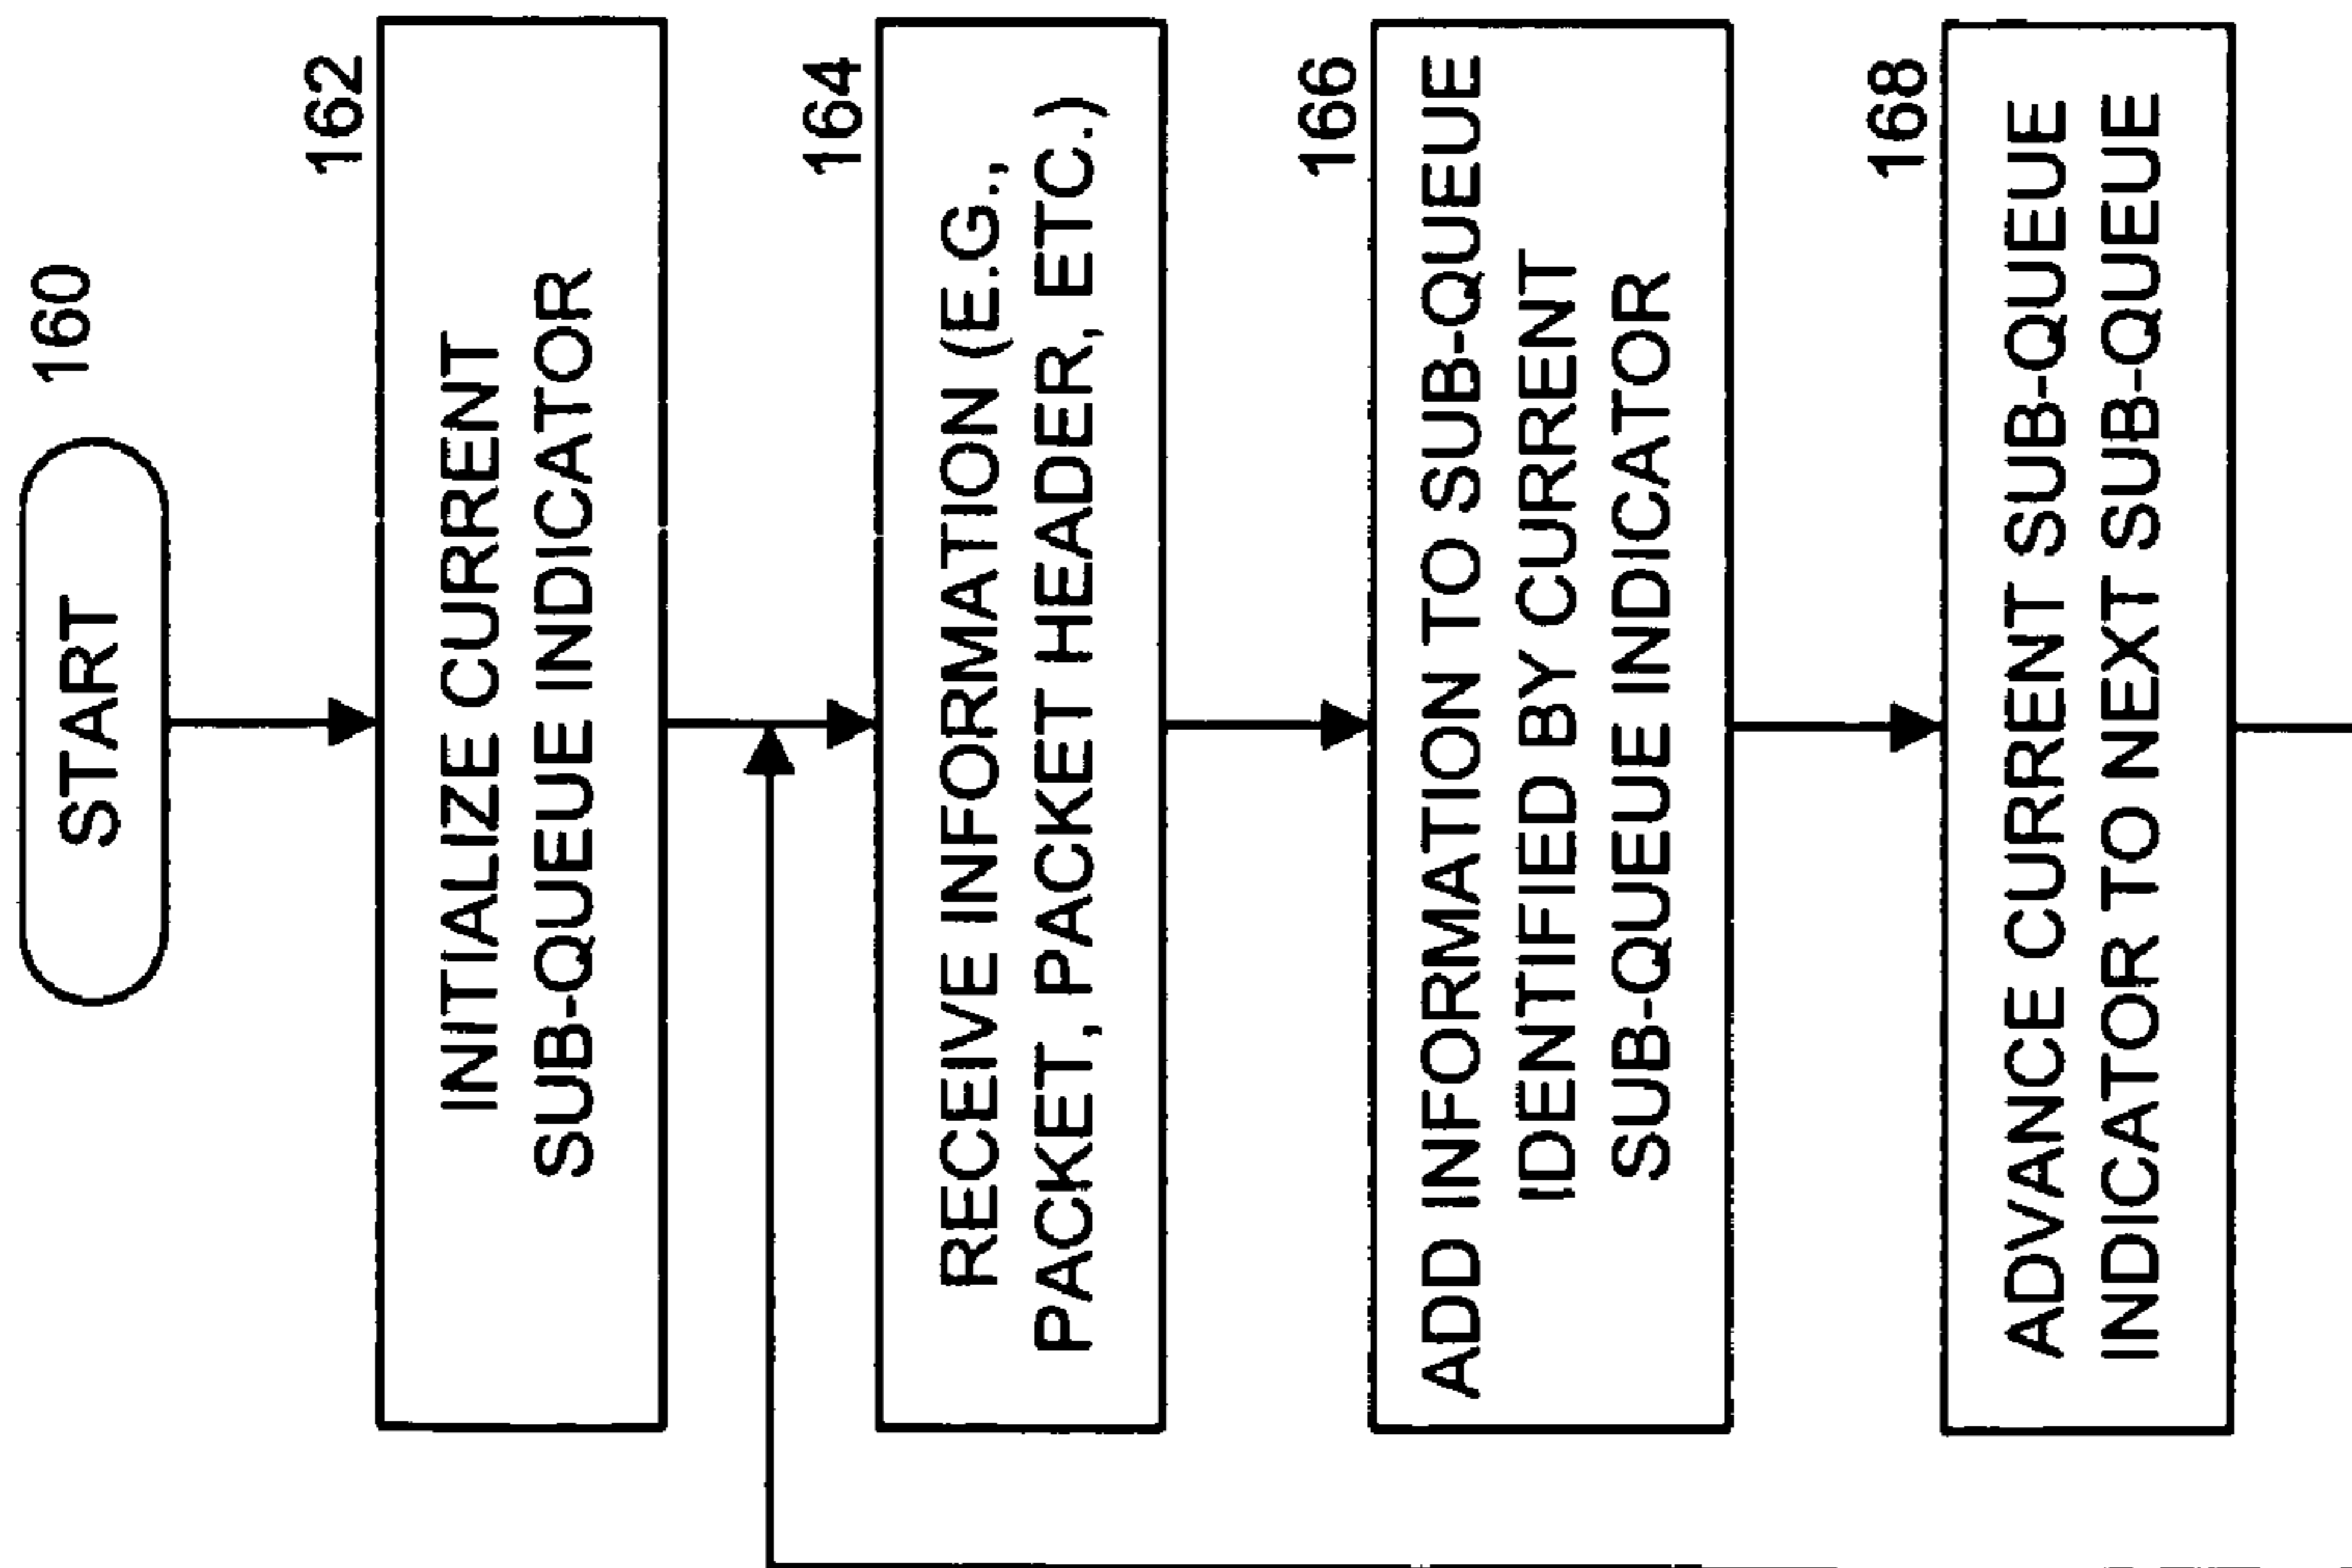 START
160
162
INITIALIZE CURRENT
SUB-QUEUE INDICATOR
164
RECEIVE INFORMATION (E.G.,
PACKET, PACKET HEADER, ETC.)
166
ADD INFORMATION TO SUB-QUEUE
IDENTIFIED BY CURRENT
SUB-QUEUE INDICATOR
168
ADVANCE CURRENT SUB-QUEUE
INDICATOR TO NEXT SUB-QUEUE